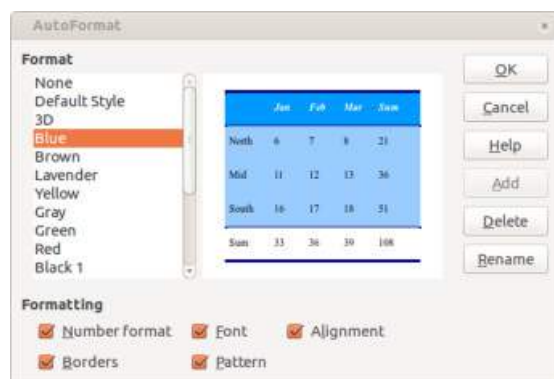 AutoFormat
Format
None
Default Style
3D
Blue
Brown
Lavender
Yellow
Gray
Green
Red
Black 1
Jan Feb Mar Sum
North 6 7 8 21
Mid 11 12 13 36
South 16 17 18 51
Sum 33 36 39 108
OK
Cancel
Help
Add
Delete
Rename
Formatting
Number format Font Alignment
Borders Pattern